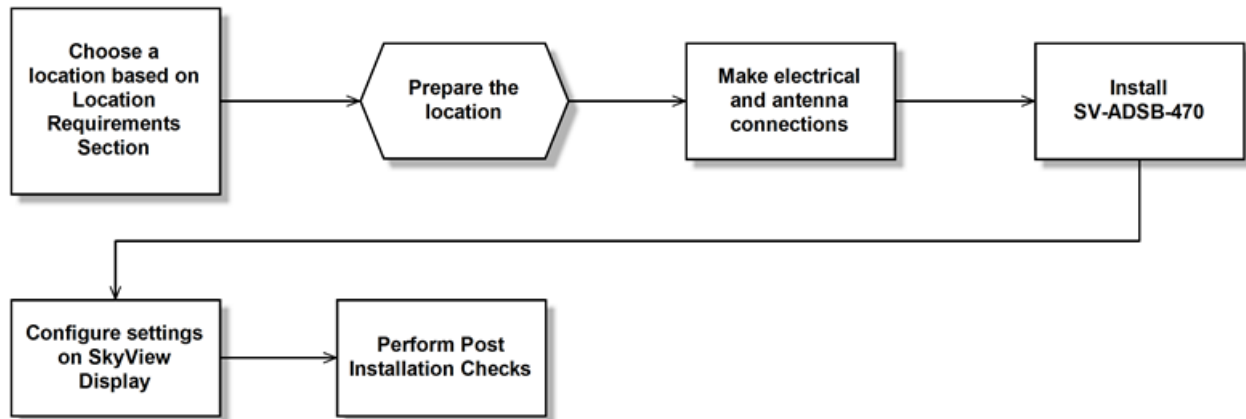 Choose a
location based on
Location
Requirements
Section
Prepare the
location
Make electrical
and antenna
connections
Install
SV-ADSB-470
Configure settings
on SkyView
Display
Perform Post
Installation Checks